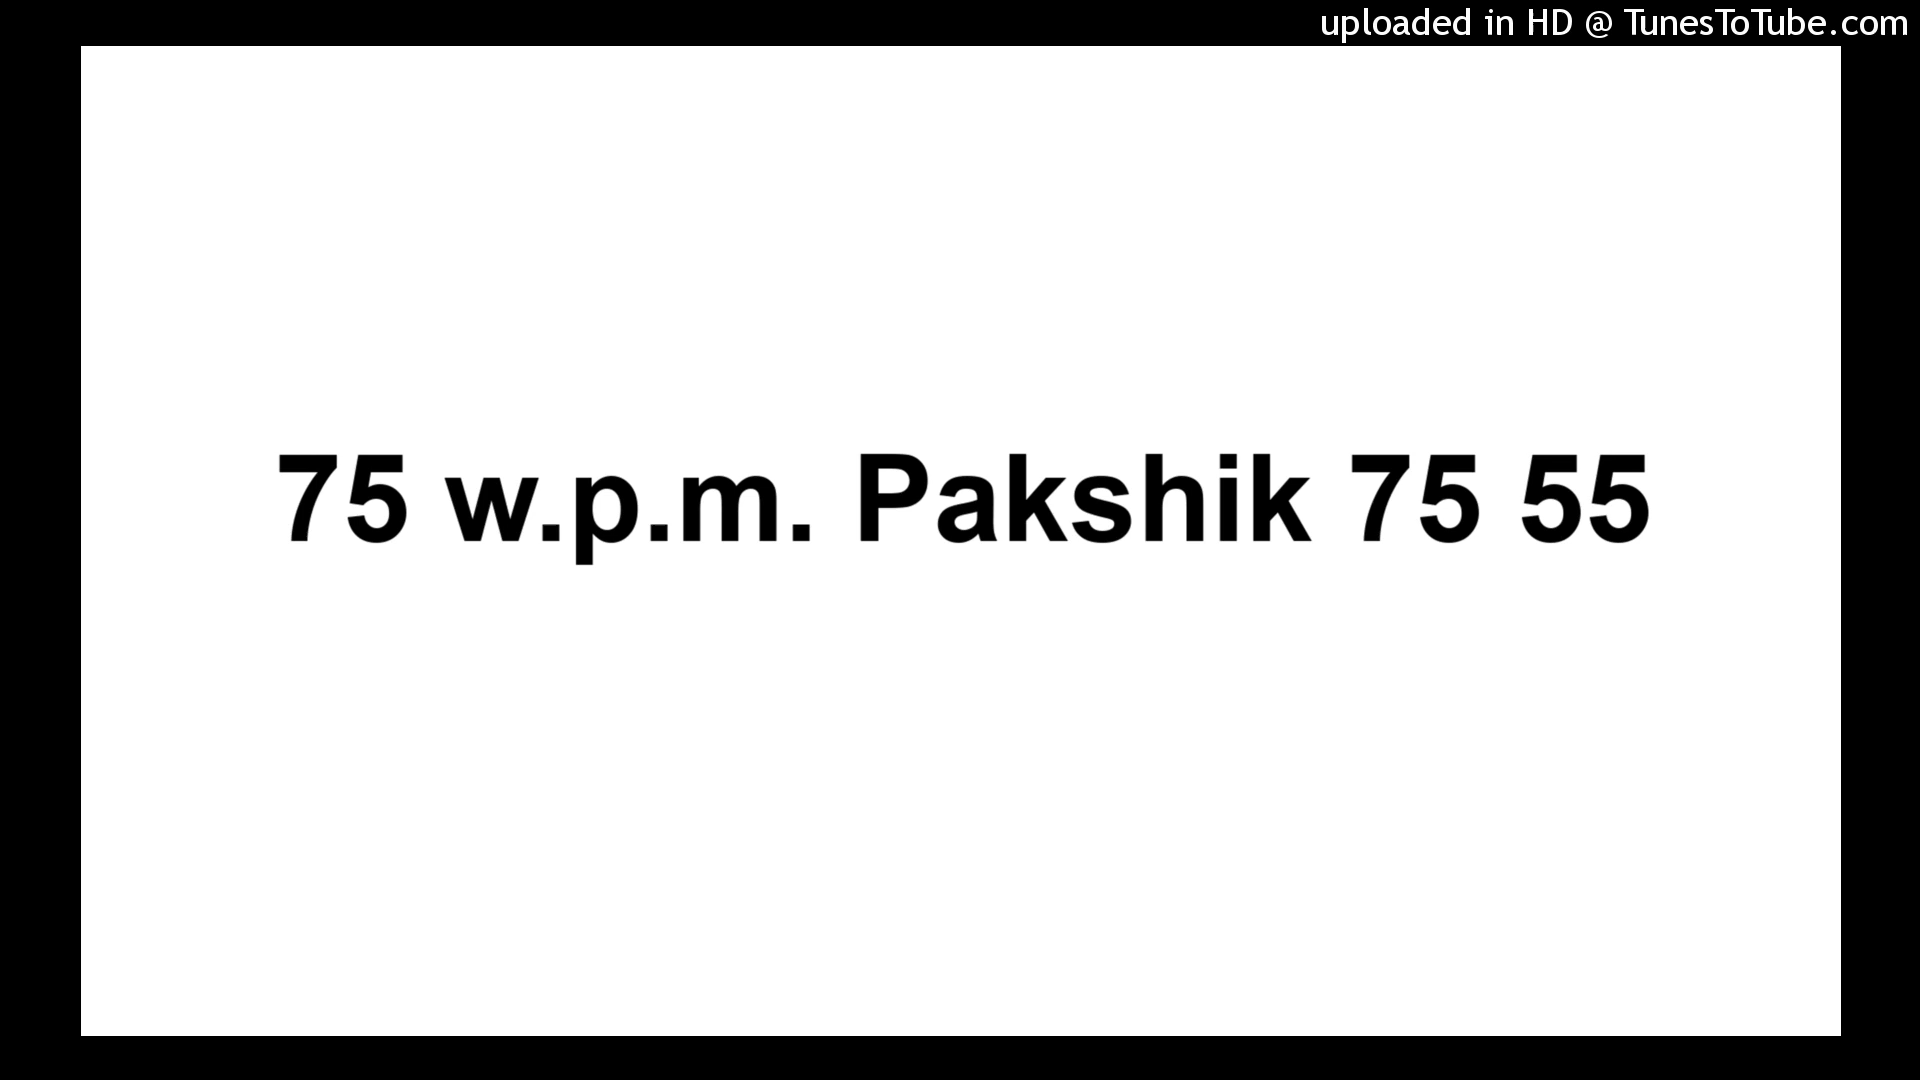 uploaded in HD @ TunesToTube.com
75 w.p.m. Pakshik 75 55